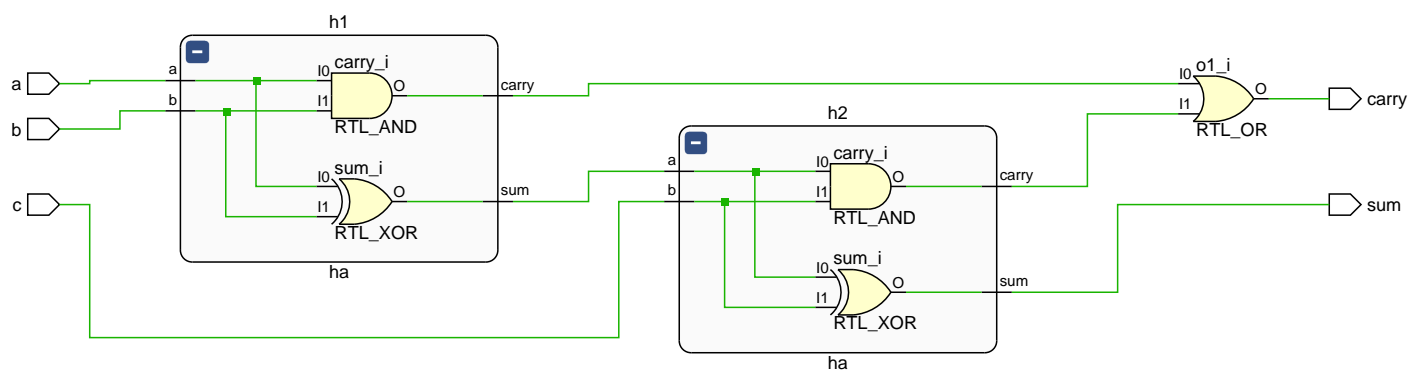 h1
a
b
c
a
b
carry_i
I0
I1
O
RTL_AND
carry
sum_i
I0
I1
O
RTL_XOR
sum
ha
h2
a
b
carry_i
I0
I1
O
RTL_AND
carry
sum_i
I0
I1
O
RTL_XOR
sum
ha
o1_i
I0
I1
O
RTL_OR
carry
sum